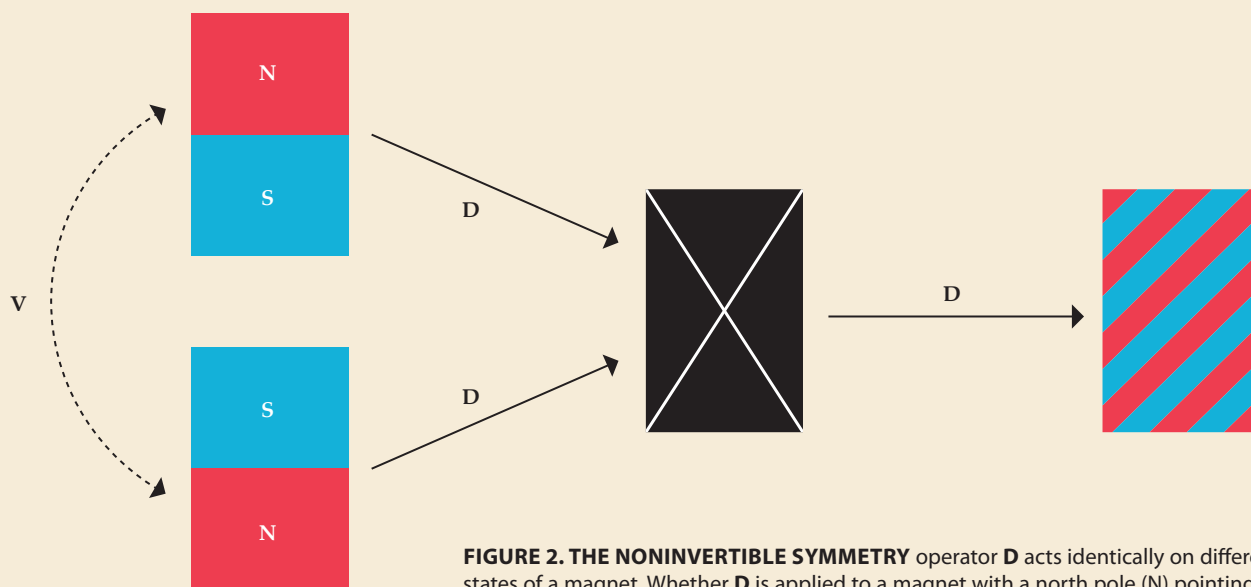 N
S
D
D
V
S
D
N
FIGURE 2. THE NONINVERTIBLE SYMMETRY operator D acts identically on
states of a magnet. Whether D is applied to a magnet with a north pole (N) pointing